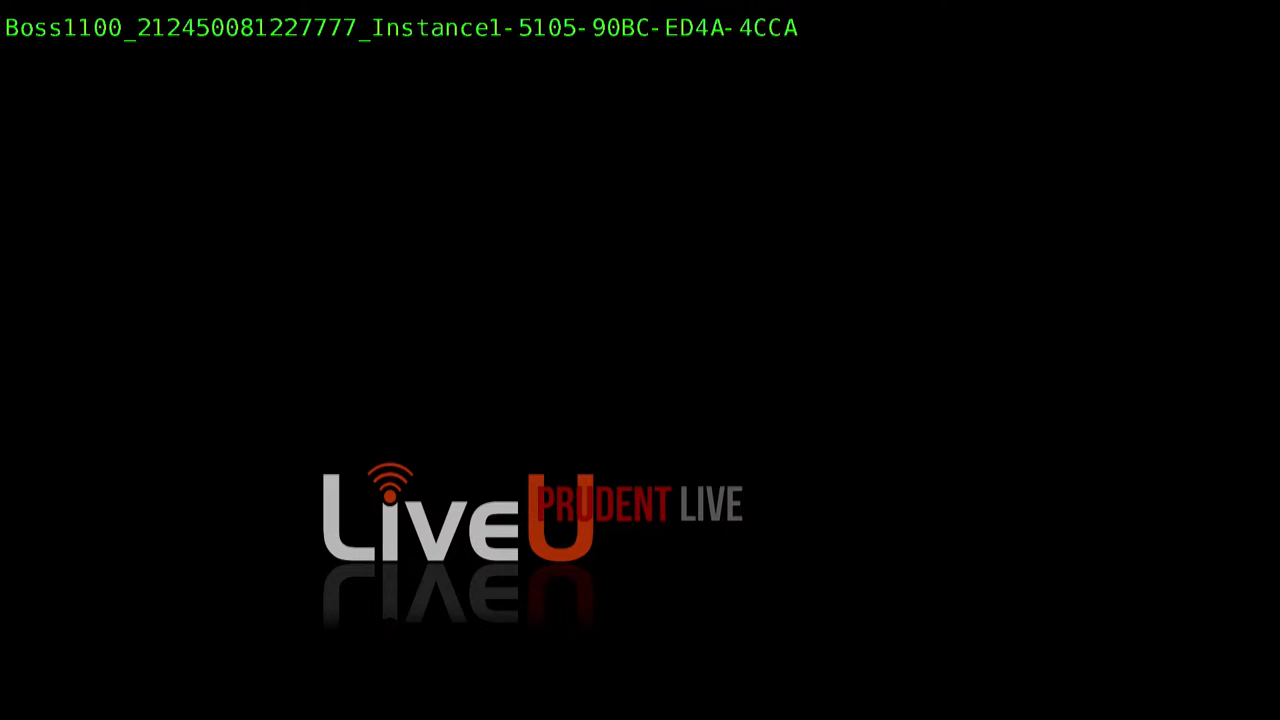 Boss1100_212450081227777_Instance1-5105-90BC-ED4A-4CCA
LiveU
PRUDENT LIVE